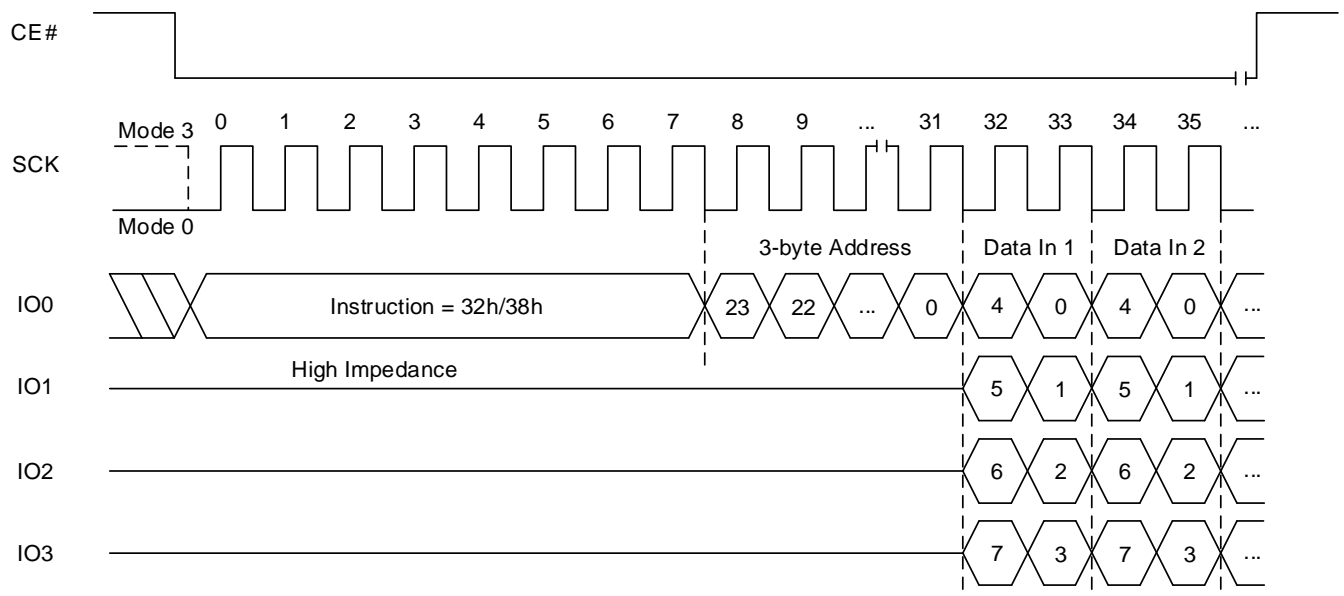 CE#
Mode 3 0 1 2 3 4 5 6 7 8 9 ... 31 32 33 34 35 ...
SCK
Mode 0
3-byte Address Data In 1 Data In 2
IO0 Instruction = 32h/38h 23 22 ... 0 4 0 4 0 ...
High Impedance
IO1 5 1 5 1 ...
IO2 6 2 6 2 ...
IO3 7 3 7 3 ...